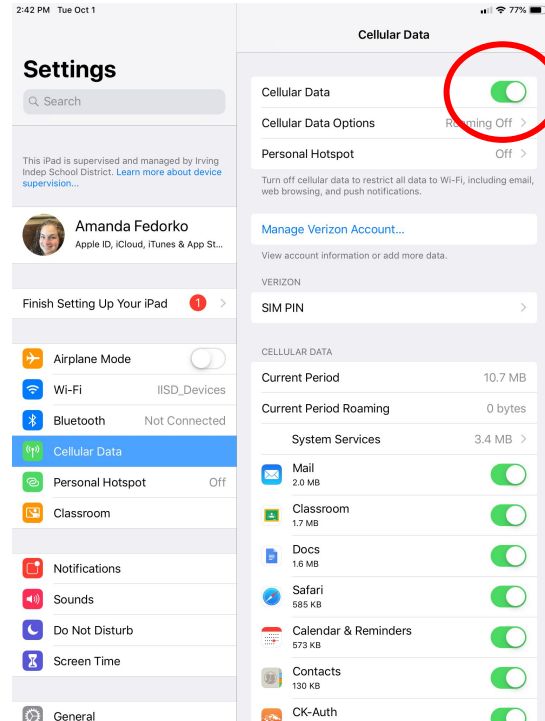 2:42 PM Tue Oct 1
77%
Settings
Search
This iPad is supervised and managed by Irving
Indep School District. Learn more about device
supervision...
Amanda Fedorko
Apple ID, iCloud, iTunes & App St...
Finish Setting Up Your iPad 1
Airplane Mode
Wi-Fi IISD_Devices
Bluetooth Not Connected
Cellular Data
Personal Hotspot Off
Classroom
Notifications
Sounds
Do Not Disturb
Screen Time
General
Cellular Data
Cellular Data
Cellular Data Options Roaming Off
Personal Hotspot Off
Turn off cellular data to restrict all data to Wi-Fi, including email,
web browsing, and push notifications.
Manage Verizon Account...
View account information or add more data.
VERIZON
SIM PIN
CELLULAR DATA
Current Period 10.7 MB
Current Period Roaming 0 bytes
System Services 3.4 MB
Mail
2.0 MB
Classroom
1.7 MB
Docs
1.6 MB
Safari
585 KB
Calendar & Reminders
573 KB
Contacts
130 KB
CK-Auth